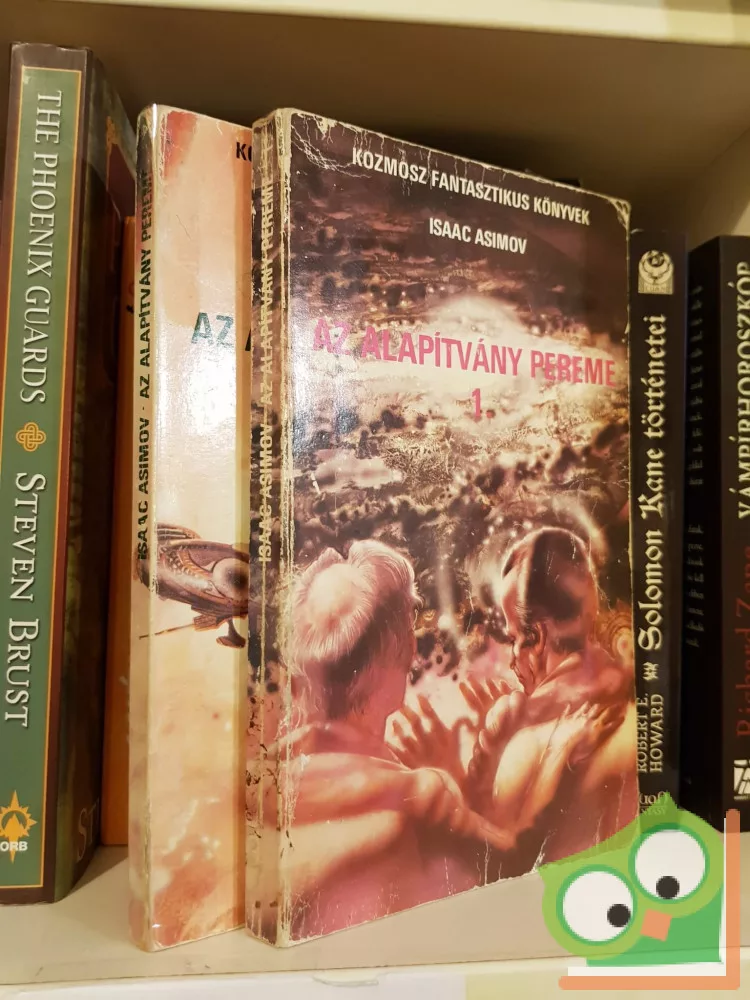 THE PHOENIX GUARDS STEVEN BRUST
ORB
ISAAC ASIMOV · AZ ALAPÍTVÁNY PEREME
AZ
ISAAC ASIMOV · AZ ALAPÍTVÁNY PEREME
KOZMOSZ FANTASZTIKUS KÖNYVEK
ISAAC ASIMOV
AZ ALAPÍTVÁNY PEREME
1
ROBERT E.
HOWARD
Solomon Kane történetei
VÁMPÍRHOROSZKÓP